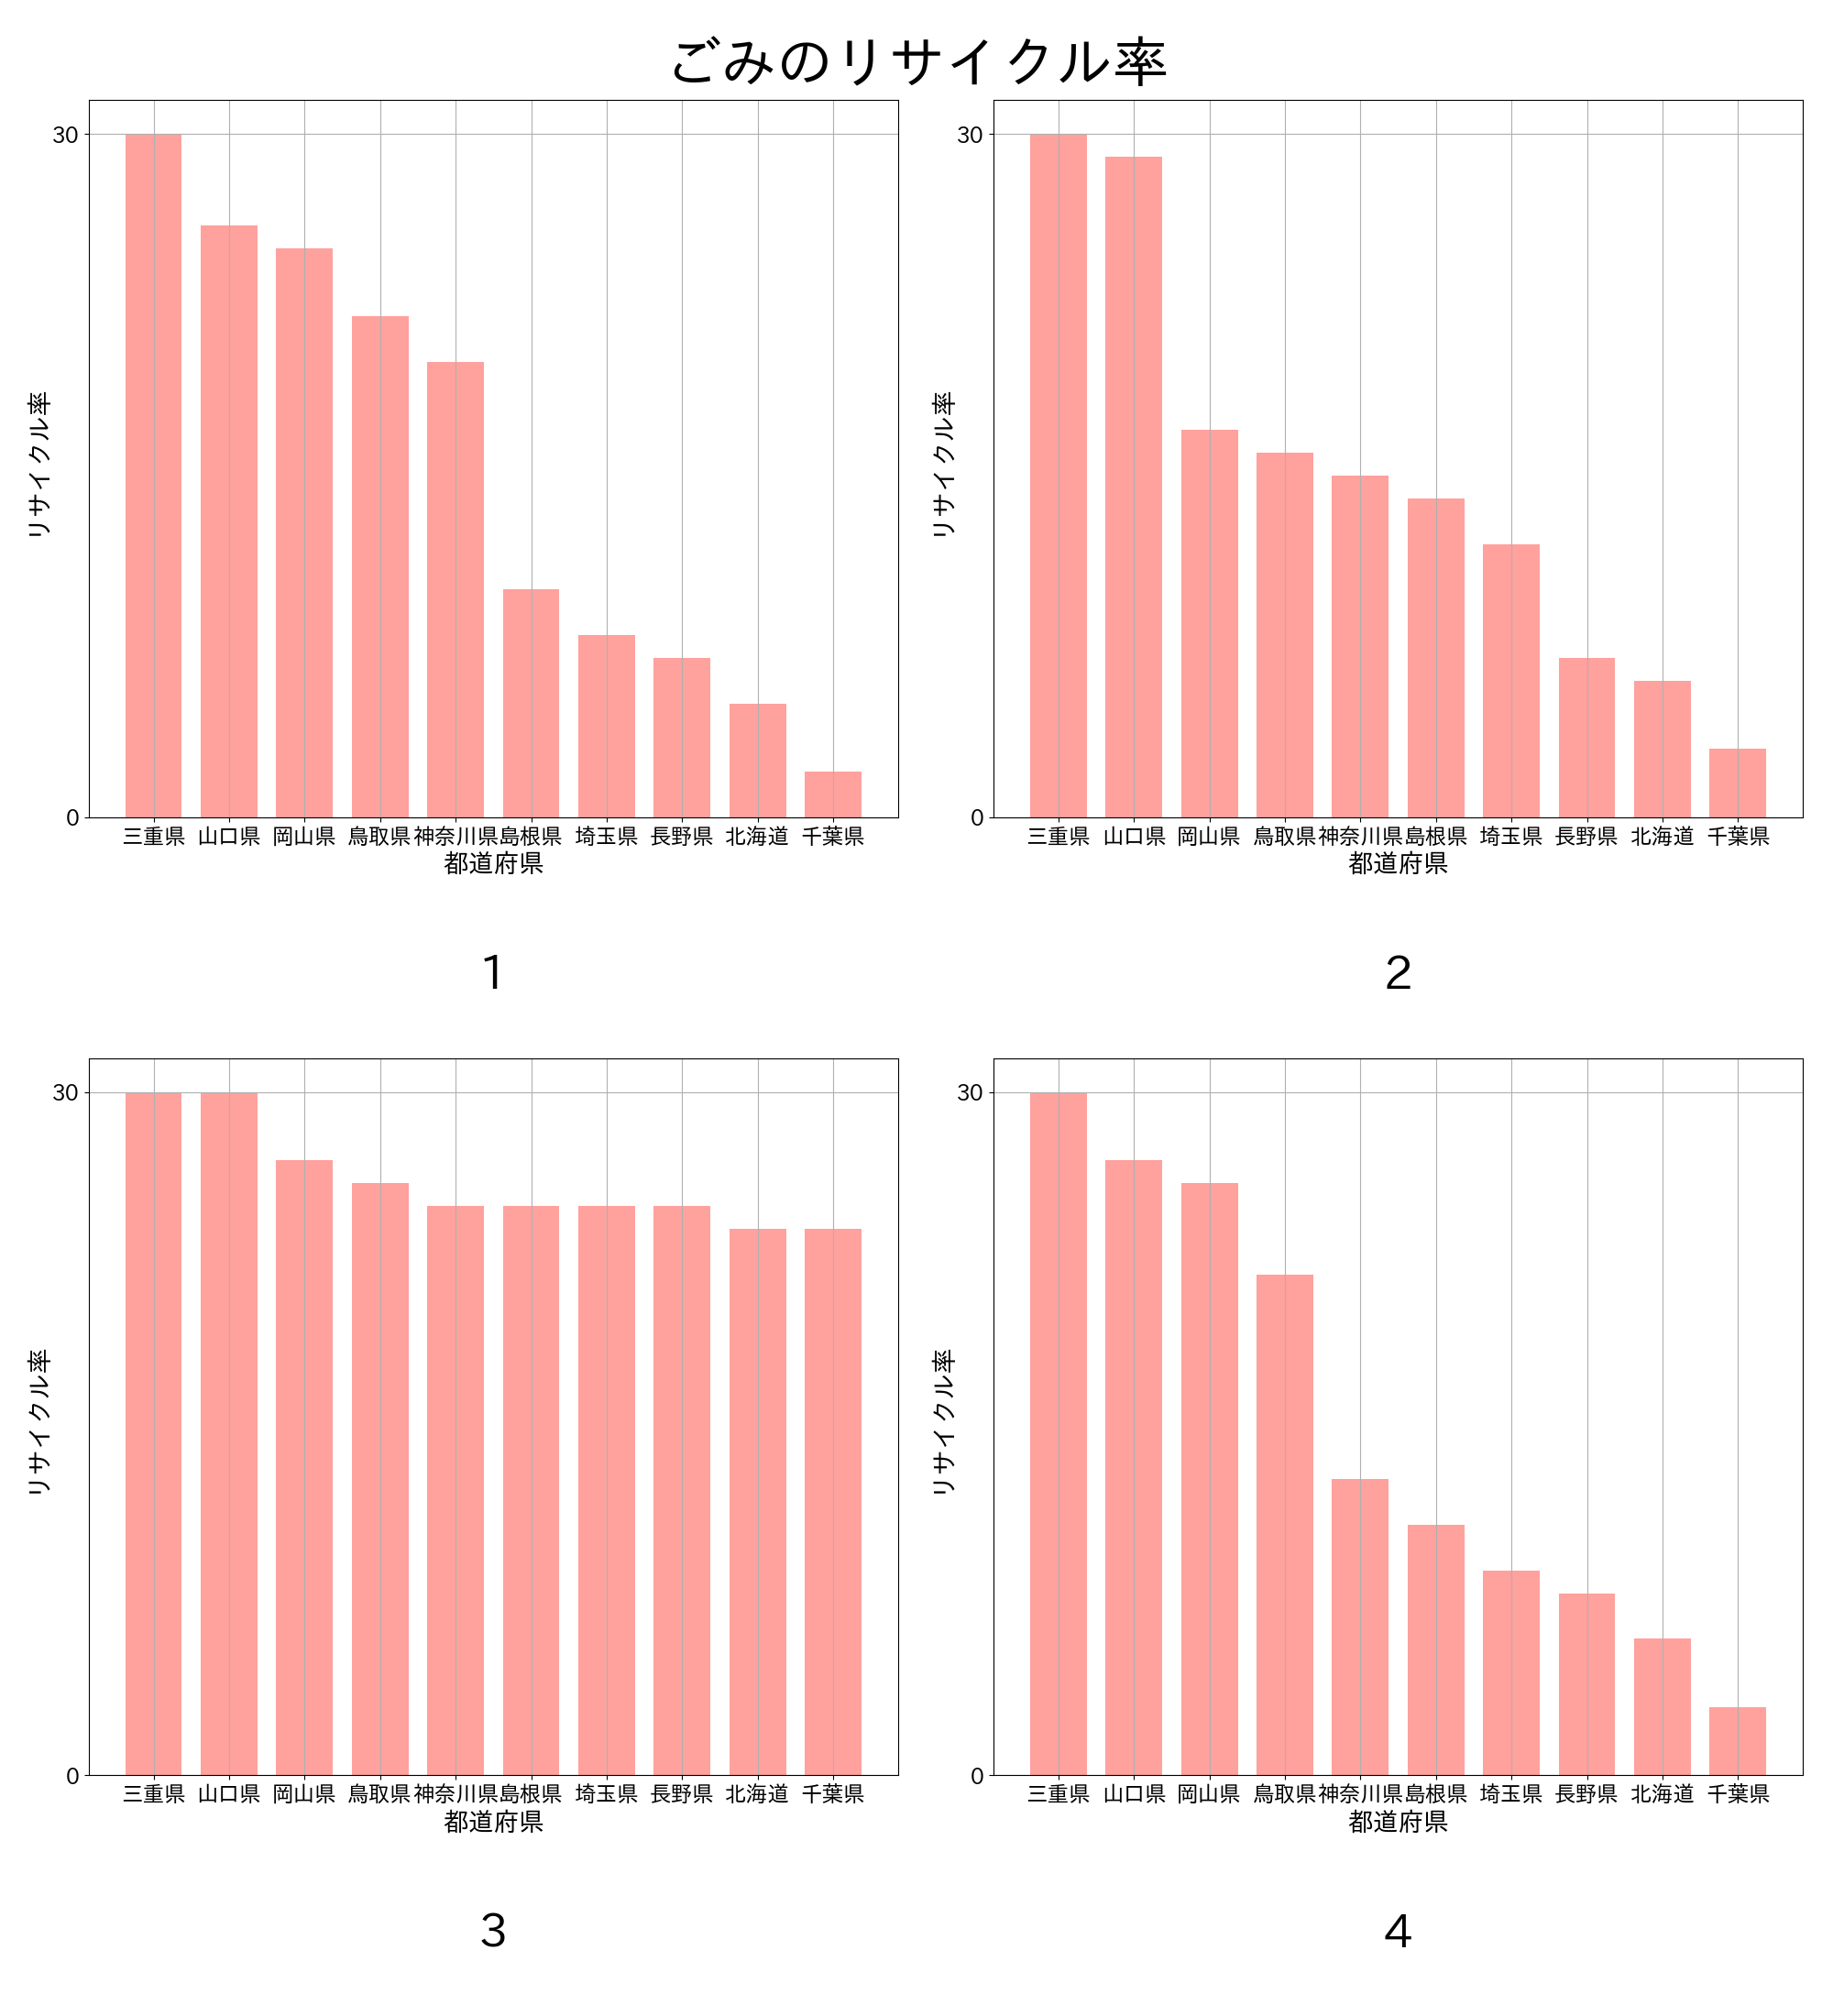 ごみのリサイクル率
30
0
リサイクル率
三重県 山口県 岡山県 鳥取県 神奈川県 島根県 埼玉県 長野県 北海道 千葉県
都道府県
1
30
0
リサイクル率
三重県 山口県 岡山県 鳥取県 神奈川県 島根県 埼玉県 長野県 北海道 千葉県
都道府県
2
30
0
リサイクル率
三重県 山口県 岡山県 鳥取県 神奈川県 島根県 埼玉県 長野県 北海道 千葉県
都道府県
3
30
0
リサイクル率
三重県 山口県 岡山県 鳥取県 神奈川県 島根県 埼玉県 長野県 北海道 千葉県
都道府県
4